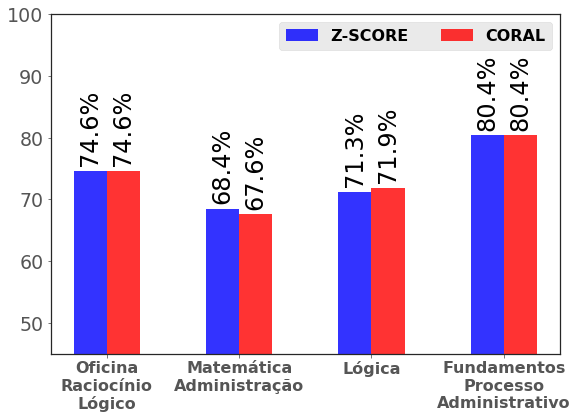 100
90
80
70
60
50
Z-SCORE
CORAL
74.6%
74.6%
68.4%
67.6%
71.3%
71.9%
80.4%
80.4%
Oficina
Raciocínio
Lógico
Matemática
Administração
Lógica
Fundamentos
Processo
Administrativo